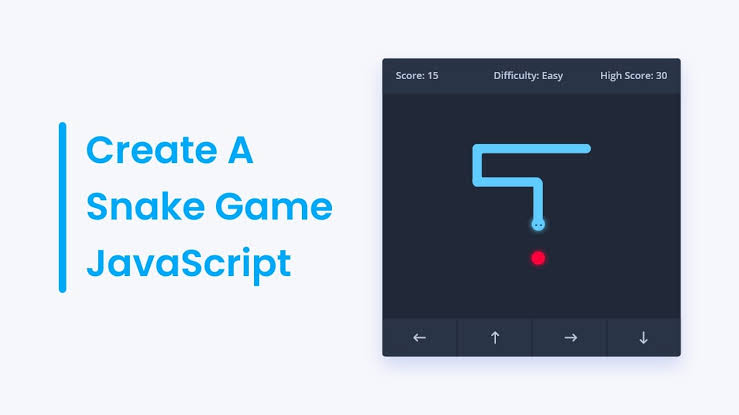 Create A
Snake Game
JavaScript
Score: 15 Difficulty: Easy High Score: 30
← ↑ → ↓